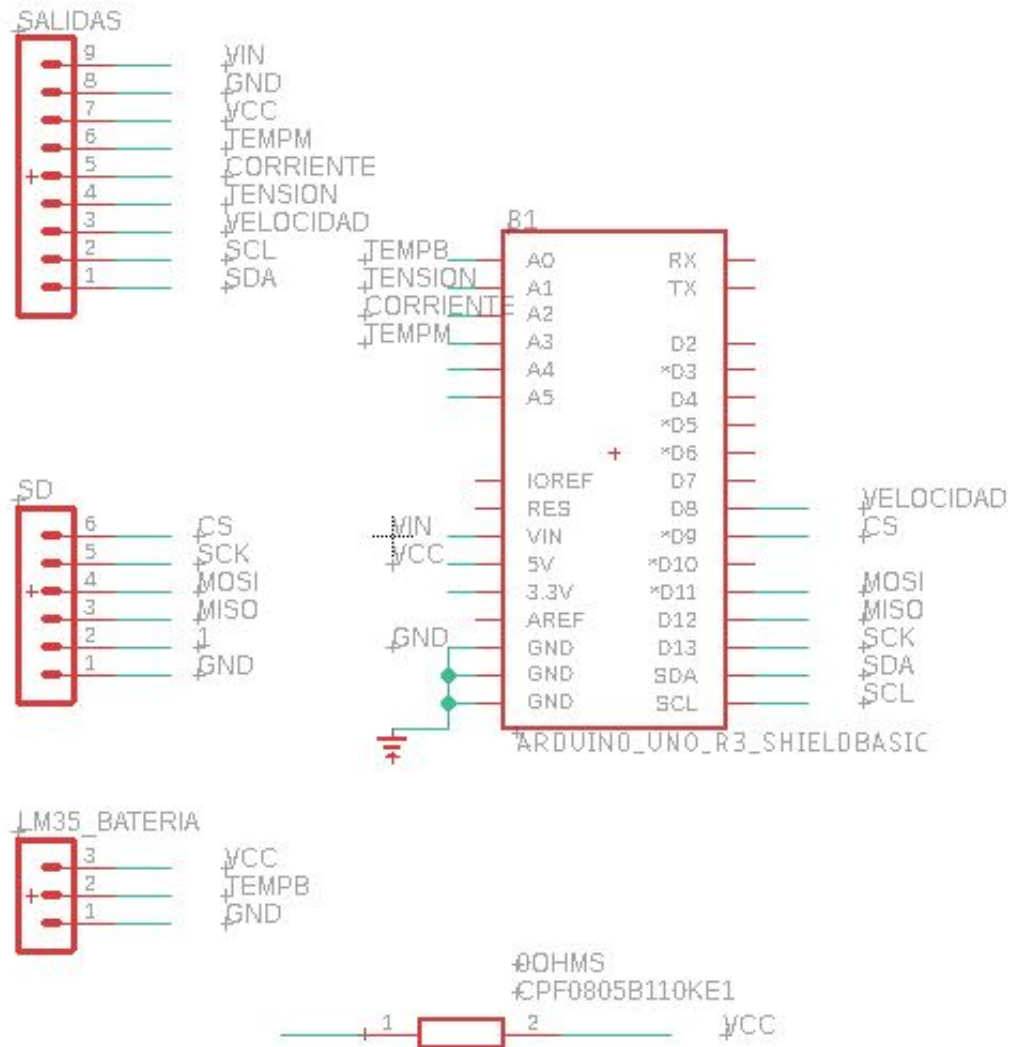 SALIDAS
9 VIN
8 GND
7 VCC
6 TEMPM
5 CORRIENTE
4 TENSION
3 VELOCIDAD
2 SCL
1 SDA
B1
TEMPB A0 RX
TENSION A1 TX
CORRIENTE A2
TEMPM A3 D2
A4 *D3
A5 D4
*D5
*D6
IOREF D7
RES D8 VELOCIDAD
VIN VIN *D9 CS
VCC 5V *D10
3.3V *D11 MOSI
AREF D12 MISO
GND GND D13 SCK
GND SDA SDA
GND SCL SCL
ARDUINO_UNO_R3_SHIELDBASIC
SD
6 CS
5 SCK
4 MOSI
3 MISO
2 1
1 GND
LM35_BATERIA
3 VCC
2 TEMPB
1 GND
0OHMS
CPF0805B110KE1
1 2 VCC